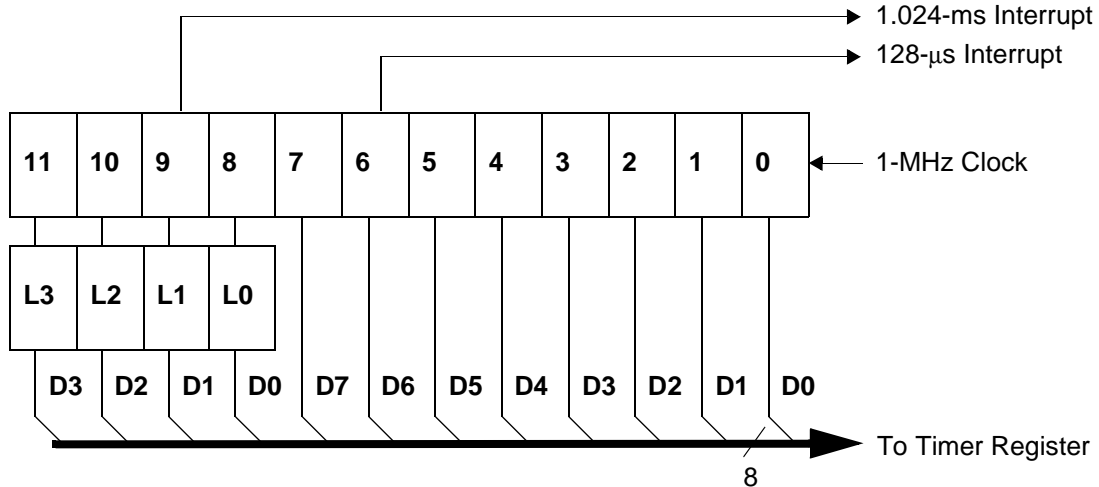 1.024-ms Interrupt
128-μs Interrupt
11 10 9 8 7 6 5 4 3 2 1 0
1-MHz Clock
L3 L2 L1 L0
D3 D2 D1 D0 D7 D6 D5 D4 D3 D2 D1 D0
To Timer Register
8